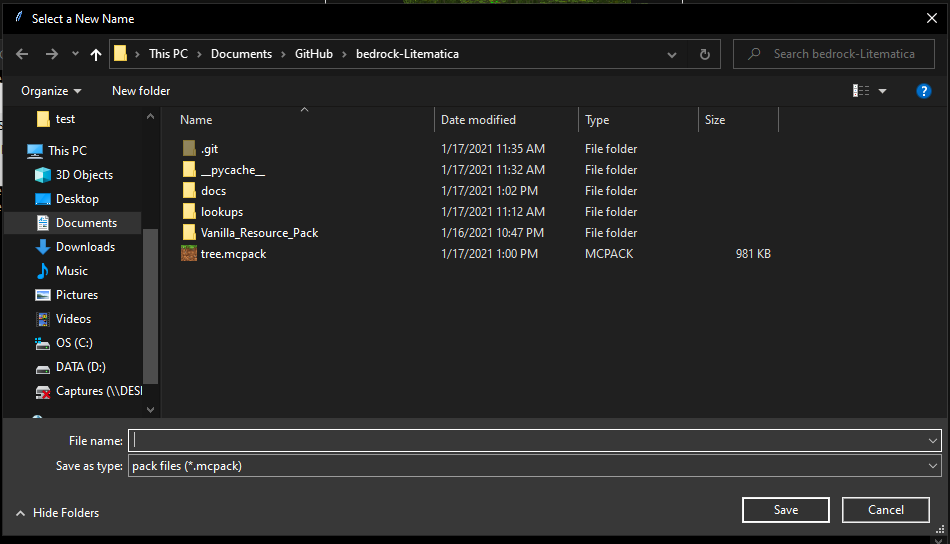 Select a New Name
This PC > Documents > GitHub > bedrock-Litematica
Search bedrock-Litematica
Organize
New folder
Name Date modified Type Size
test
This PC
3D Objects
Desktop
Documents
Downloads
Music
Pictures
Videos
OS (C:)
DATA (D:)
Captures (\\DESI
.git 1/17/2021 11:35 AM File folder
__pycache__ 1/17/2021 11:32 AM File folder
docs 1/17/2021 1:02 PM File folder
lookups 1/17/2021 11:12 AM File folder
Vanilla_Resource_Pack 1/16/2021 10:47 PM File folder
tree.mcpack 1/17/2021 1:00 PM MCPACK 981 KB
File name:
Save as type: pack files (*.mcpack)
Hide Folders
Save Cancel